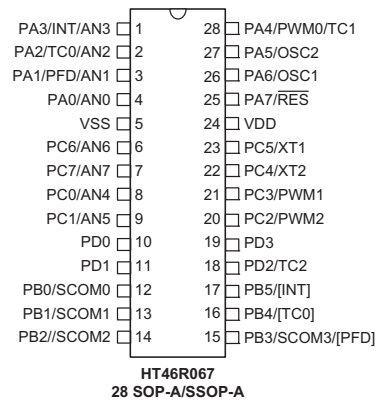 PA3/INT/AN3 1 28 PA4/PWM0/TC1
PA2/TC0/AN2 2 27 PA5/OSC2
PA1/PFD/AN1 3 26 PA6/OSC1
PA0/AN0 4 25 PA7/RES
VSS 5 24 VDD
PC6/AN6 6 23 PC5/XT1
PC7/AN7 7 22 PC4/XT2
PC0/AN4 8 21 PC3/PWM1
PC1/AN5 9 20 PC2/PWM2
PD0 10 19 PD3
PD1 11 18 PD2/TC2
PB0/SCOM0 12 17 PB5/[INT]
PB1/SCOM1 13 16 PB4/[TC0]
PB2//SCOM2 14 15 PB3/SCOM3/[PFD]
HT46R067
28 SOP-A/SSOP-A